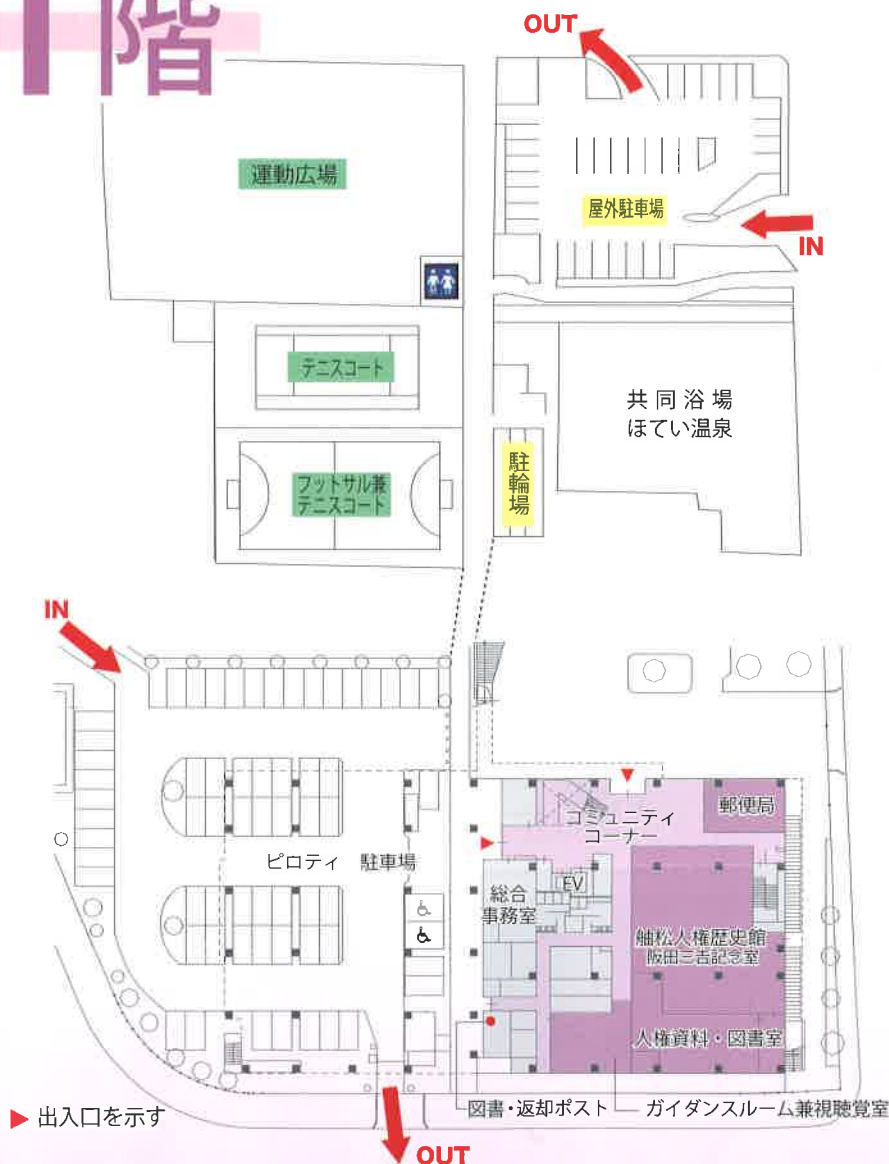 1階
OUT
運動広場
屋外駐車場
IN
テニスコート
共同浴場
ほてい温泉
フットサル兼
テニスコート
駐輪場
IN
郵便局
コミュニティ
コーナー
ピロティ 駐車場
EV
総合
事務室
舳松人権歴史館
阪田三吉記念室
人権資料・図書室
図書・返却ポスト
ガイダンスルーム兼視聴覚室
▶ 出入口を示す
OUT